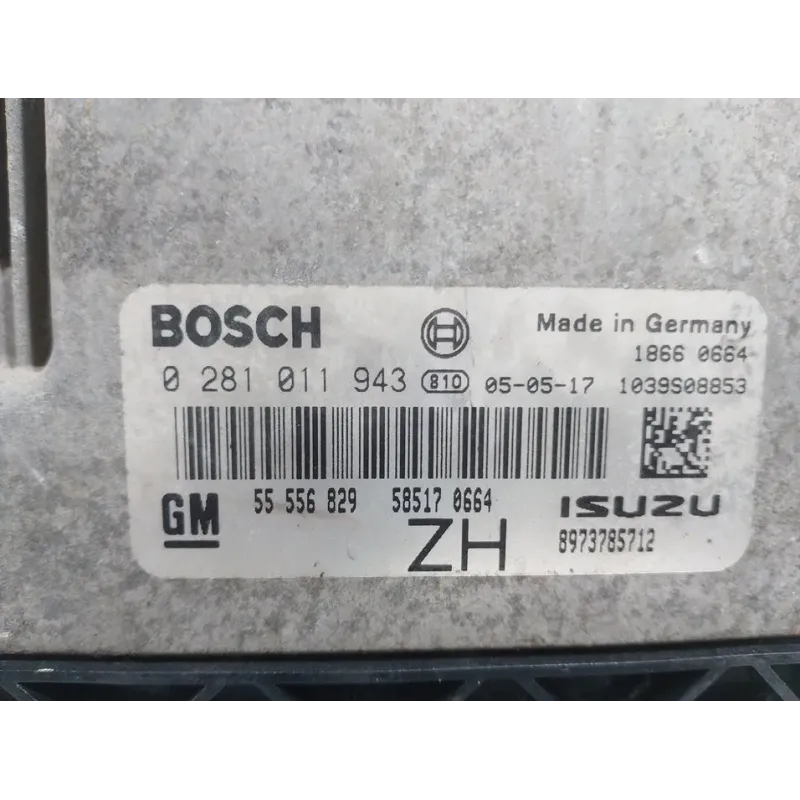 BOSCH Made in Germany
1866 0664
0 281 011 943 810 05-05-17 1039S08853
GM 55 556 829 58517 0664 ISUZU
ZH 8973785712